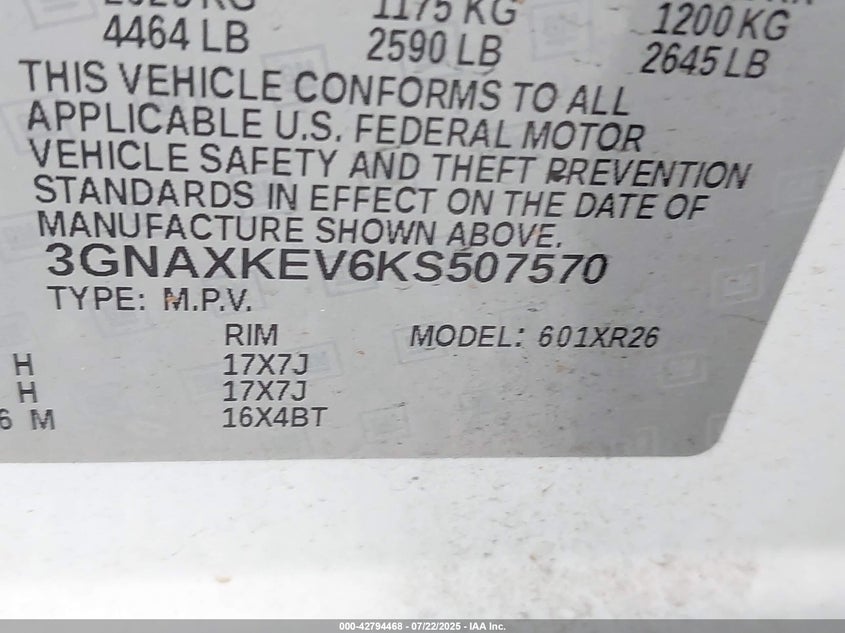 1175 KG
1200 KG
4464 LB
2590 LB
2645 LB
THIS VEHICLE CONFORMS TO ALL
APPLICABLE U.S. FEDERAL MOTOR
VEHICLE SAFETY AND THEFT PREVENTION
STANDARDS IN EFFECT ON THE DATE OF
MANUFACTURE SHOWN ABOVE.
3GNAXKEV6KS507570
TYPE: M.P.V.
RIM
MODEL: 601XR26
H 17X7J
H 17X7J
6 M 16X4BT
000-42794468 - 07/22/2025 - IAA Inc.